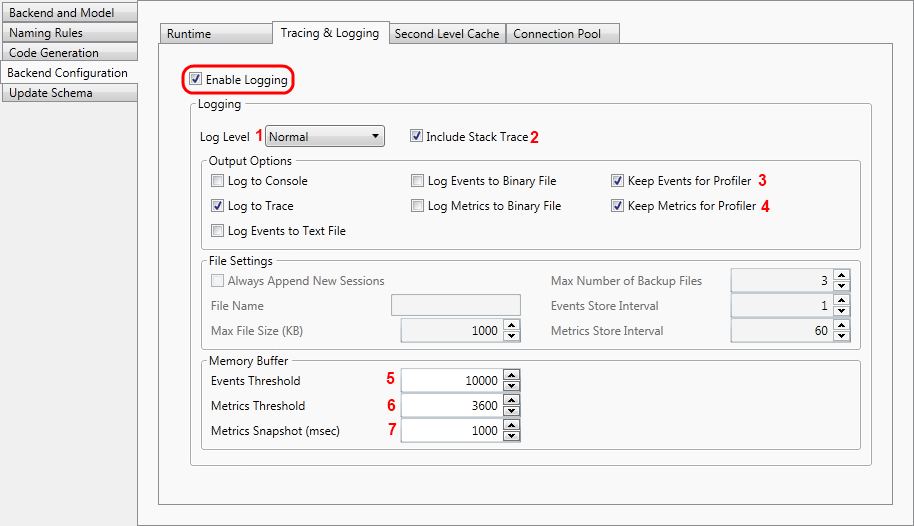 Backend and Model
Naming Rules
Code Generation
Backend Configuration
Update Schema
Runtime
Tracing & Logging
Second Level Cache
Connection Pool
Enable Logging
Logging
Log Level 1 Normal
Include Stack Trace 2
Output Options
Log to Console
Log Events to Binary File
Keep Events for Profiler 3
Log to Trace
Log Metrics to Binary File
Keep Metrics for Profiler 4
Log Events to Text File
File Settings
Always Append New Sessions
Max Number of Backup Files 3
File Name
Events Store Interval 1
Max File Size (KB) 1000
Metrics Store Interval 60
Memory Buffer
Events Threshold 5 10000
Metrics Threshold 6 3600
Metrics Snapshot (msec) 7 1000